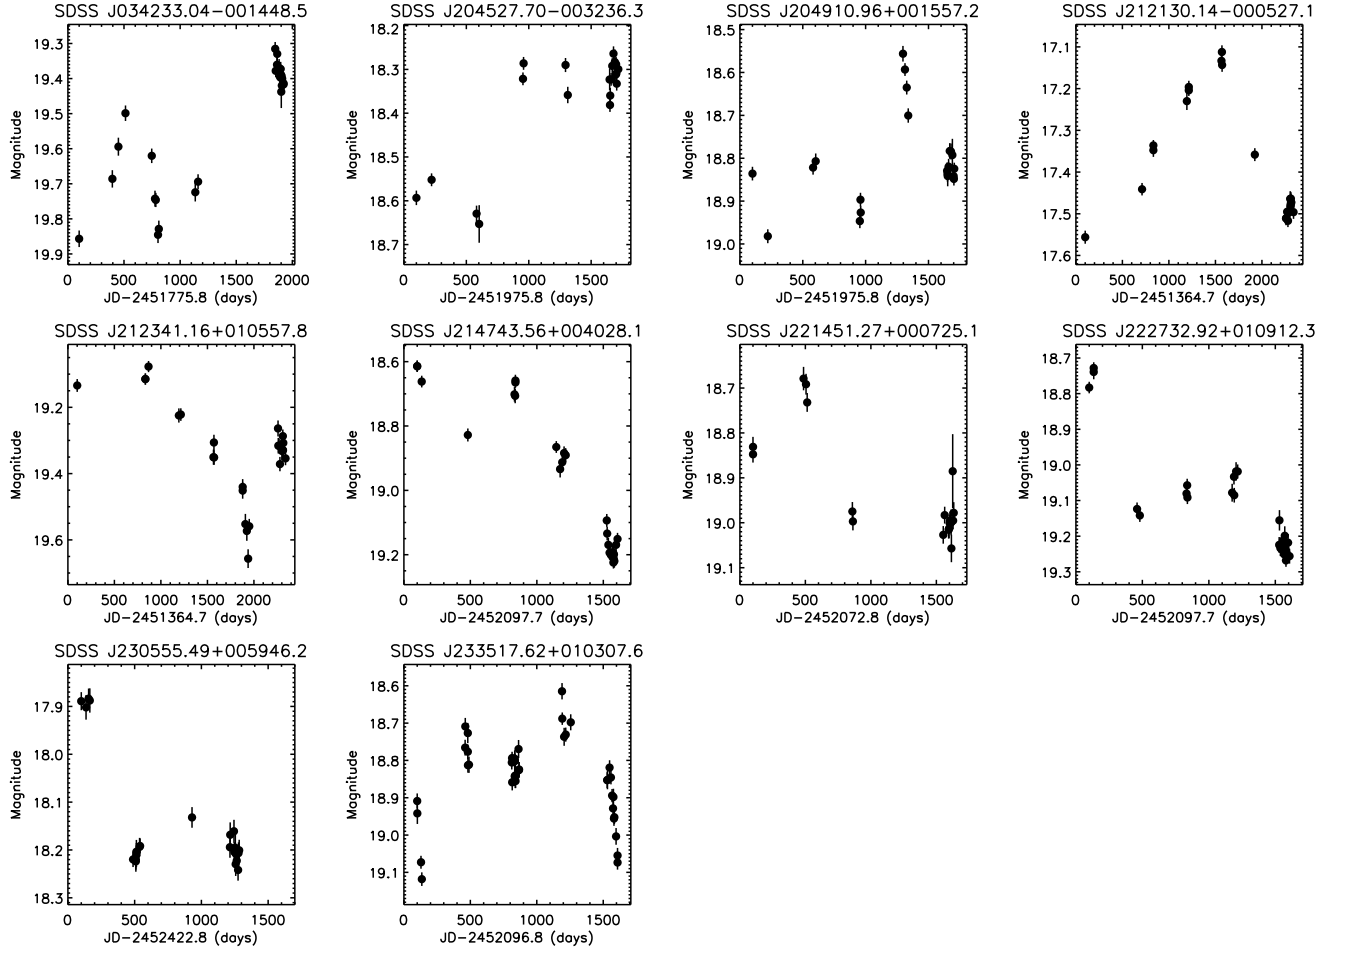 SDSS J034233.04−001448.5
SDSS J204527.70−003236.3
SDSS J204910.96+001557.2
SDSS J212130.14−000527.1
Magnitude
19.3
19.4
19.5
19.6
19.7
19.8
19.9
0 500 1000 1500 2000
JD−2451775.8 (days)
Magnitude
18.2
18.3
18.4
18.5
18.6
18.7
0 500 1000 1500
JD−2451975.8 (days)
Magnitude
18.5
18.6
18.7
18.8
18.9
19.0
0 500 1000 1500
JD−2451975.8 (days)
Magnitude
17.1
17.2
17.3
17.4
17.5
17.6
0 500 1000 1500 2000
JD−2451364.7 (days)
SDSS J212341.16+010557.8
SDSS J214743.56+004028.1
SDSS J221451.27+000725.1
SDSS J222732.92+010912.3
Magnitude
19.2
19.4
19.6
0 500 1000 1500 2000
JD−2451364.7 (days)
Magnitude
18.6
18.8
19.0
19.2
0 500 1000 1500
JD−2452097.7 (days)
Magnitude
18.7
18.8
18.9
19.0
19.1
0 500 1000 1500
JD−2452072.8 (days)
Magnitude
18.7
18.8
18.9
19.0
19.1
19.2
19.3
0 500 1000 1500
JD−2452097.7 (days)
SDSS J230555.49+005946.2
SDSS J233517.62+010307.6
Magnitude
17.9
18.0
18.1
18.2
18.3
0 500 1000 1500
JD−2452422.8 (days)
Magnitude
18.6
18.7
18.8
18.9
19.0
19.1
0 500 1000 1500
JD−2452096.8 (days)